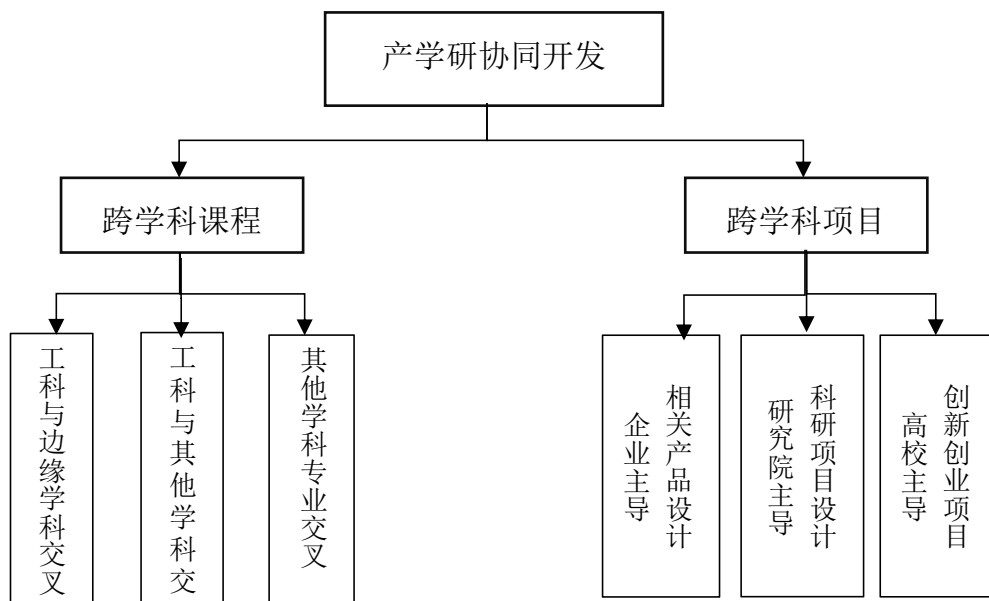 产学研协同开发
跨学科课程
跨学科项目
工科与边缘学科交叉
工科与其他学科交
其他学科专业交叉
相关产品设计
企业主导
科研项目设计
研究院主导
创新创业项目
高校主导